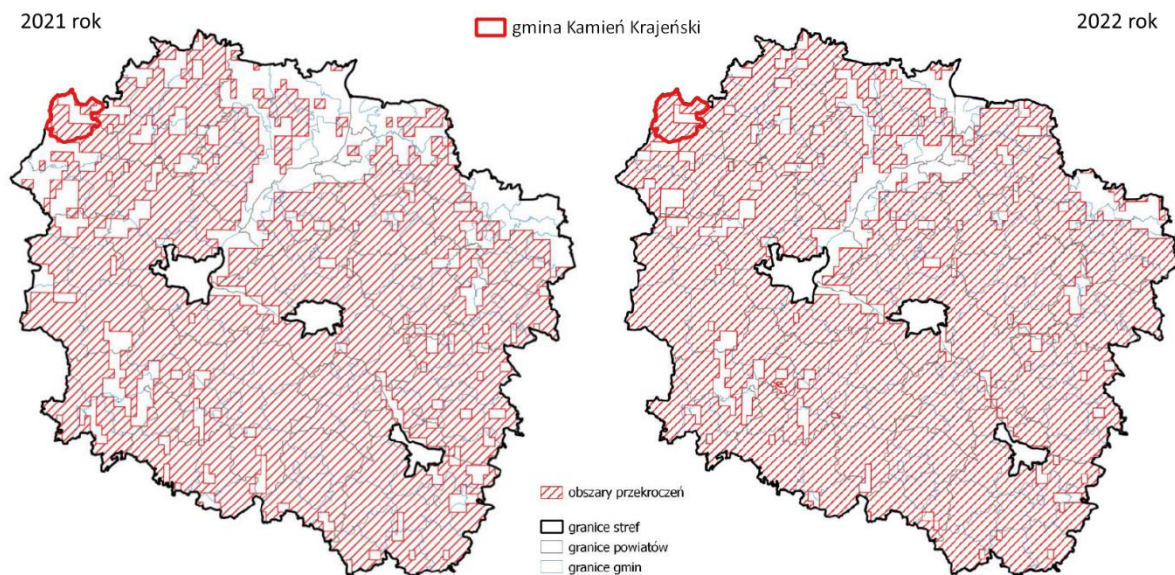 2021 rok
gmina Kamień Krajeński
2022 rok
obszary przekroczeń
granice stref
granice powiatów
granice gmin